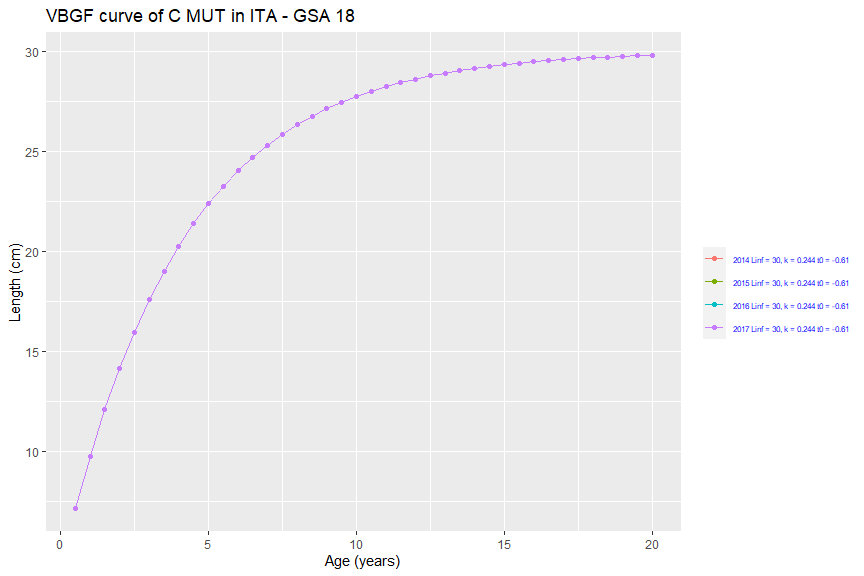 VBGF curve of C MUT in ITA - GSA 18
30
25
20
15
10
Length (cm)
0
5
10
15
20
Age (years)
2014 Linf = 30, k = 0.244 t0 = -0.61
2015 Linf = 30, k = 0.244 t0 = -0.61
2016 Linf = 30, k = 0.244 t0 = -0.61
2017 Linf = 30, k = 0.244 t0 = -0.61